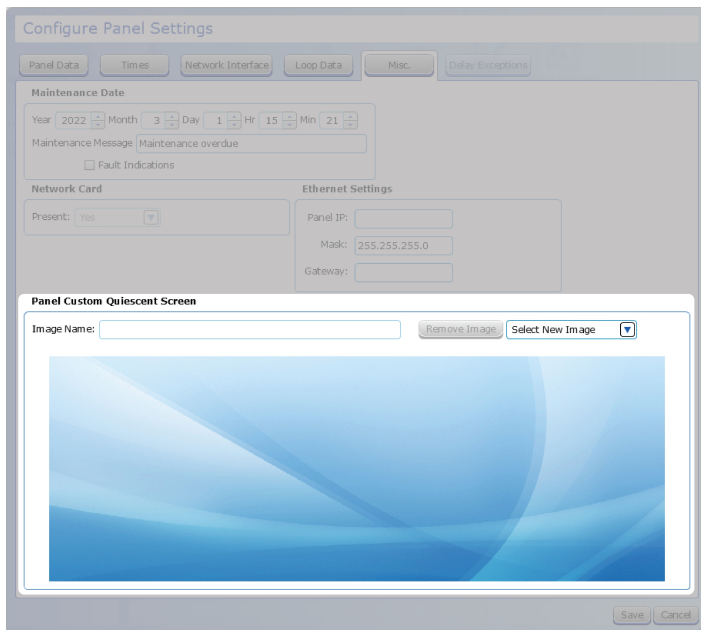 Configure Panel Settings
Panel Data Times Network Interface Loop Data Misc. Delay Exceptions
Maintenance Date
Year 2022 Month 3 Day 1 Hr 15 Min 21
Maintenance Message Maintenance overdue
Fault Indications
Network Card Ethernet Settings
Present: Yes Panel IP:
Mask: 255.255.255.0
Gateway:
Panel Custom Quiescent Screen
Image Name: Remove Image Select New Image
Save Cancel